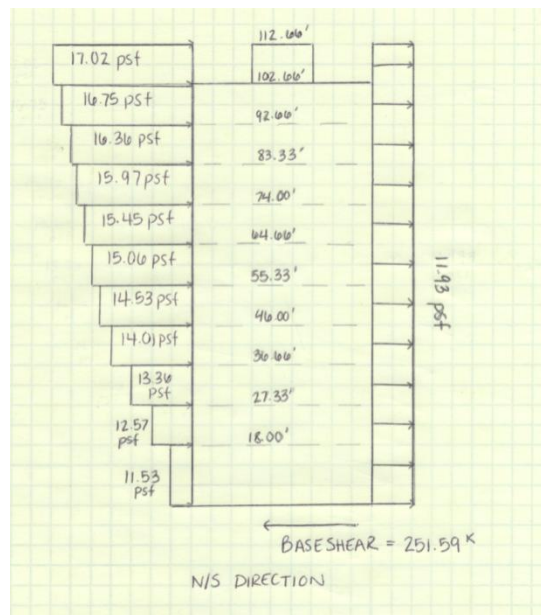 112.66'
17.02 psf
102.66'
16.75 psf
92.66'
16.36 psf
83.33'
15.97 psf
74.00'
15.45 psf
64.66'
15.06 psf
55.33'
14.53 psf
46.00'
14.01 psf
36.66'
13.36
psf
27.33'
12.57
psf
18.00'
11.53
psf
11.93 psf
BASE SHEAR = 251.59 K
N/S DIRECTION